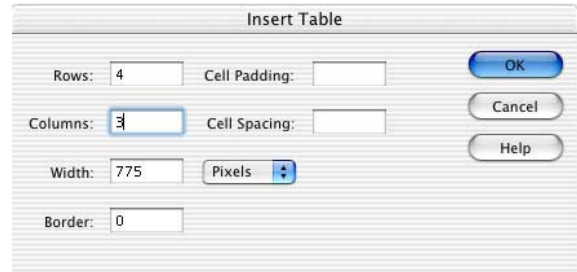 Insert Table
Rows: 4 Cell Padding: OK
Columns: 3 Cell Spacing: Cancel
Help
Width: 775 Pixels
Border: 0